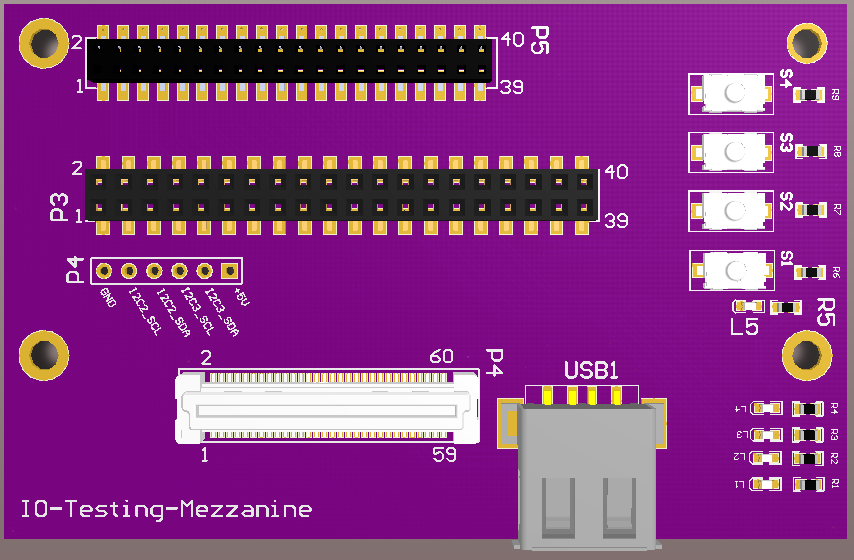 P5
2
40
1
39
S4
R9
S3
R8
P3
2
40
1
39
S2
R7
P4
GND
I2C2_SCL
I2C2_SDA
I2C3_SCL
I2C3_SDA
+5V
S1
R6
L5
R5
2
60
P4
1
59
USB1
L4
R4
L3
R3
L2
R2
L1
R1
IO-Testing-Mezzanine